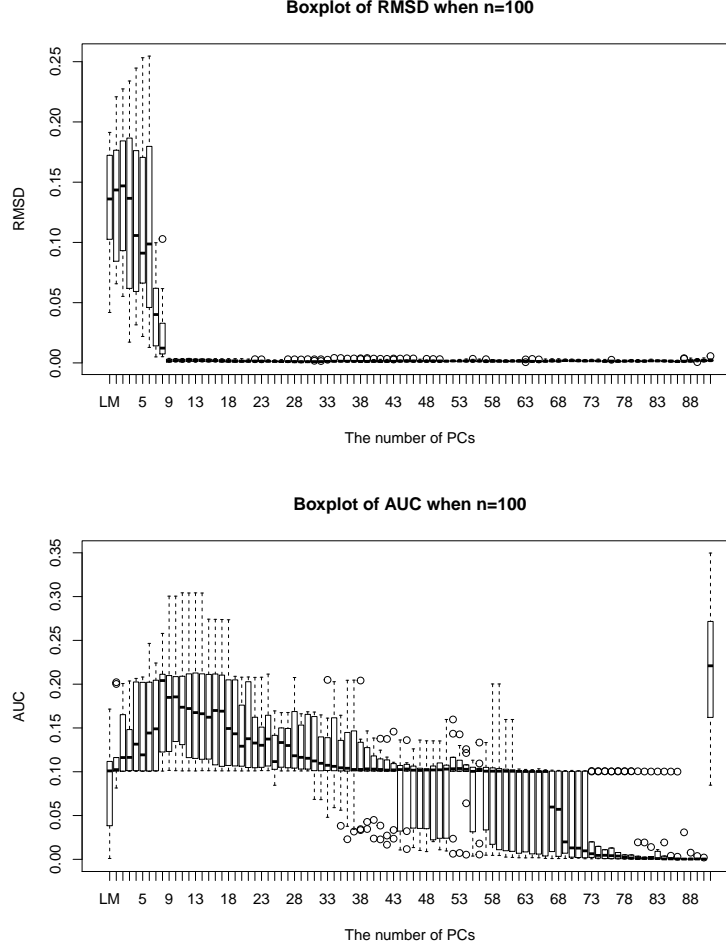 Boxplot of RMSD when n=100
0.25
0.20
0.15
0.10
0.05
0.00
RMSD
LM 5 9 13 18 23 28 33 38 43 48 53 58 63 68 73 78 83 88
The number of PCs
Boxplot of AUC when n=100
0.35
0.30
0.25
0.20
0.15
0.10
0.05
0.00
AUC
LM 5 9 13 18 23 28 33 38 43 48 53 58 63 68 73 78 83 88
The number of PCs